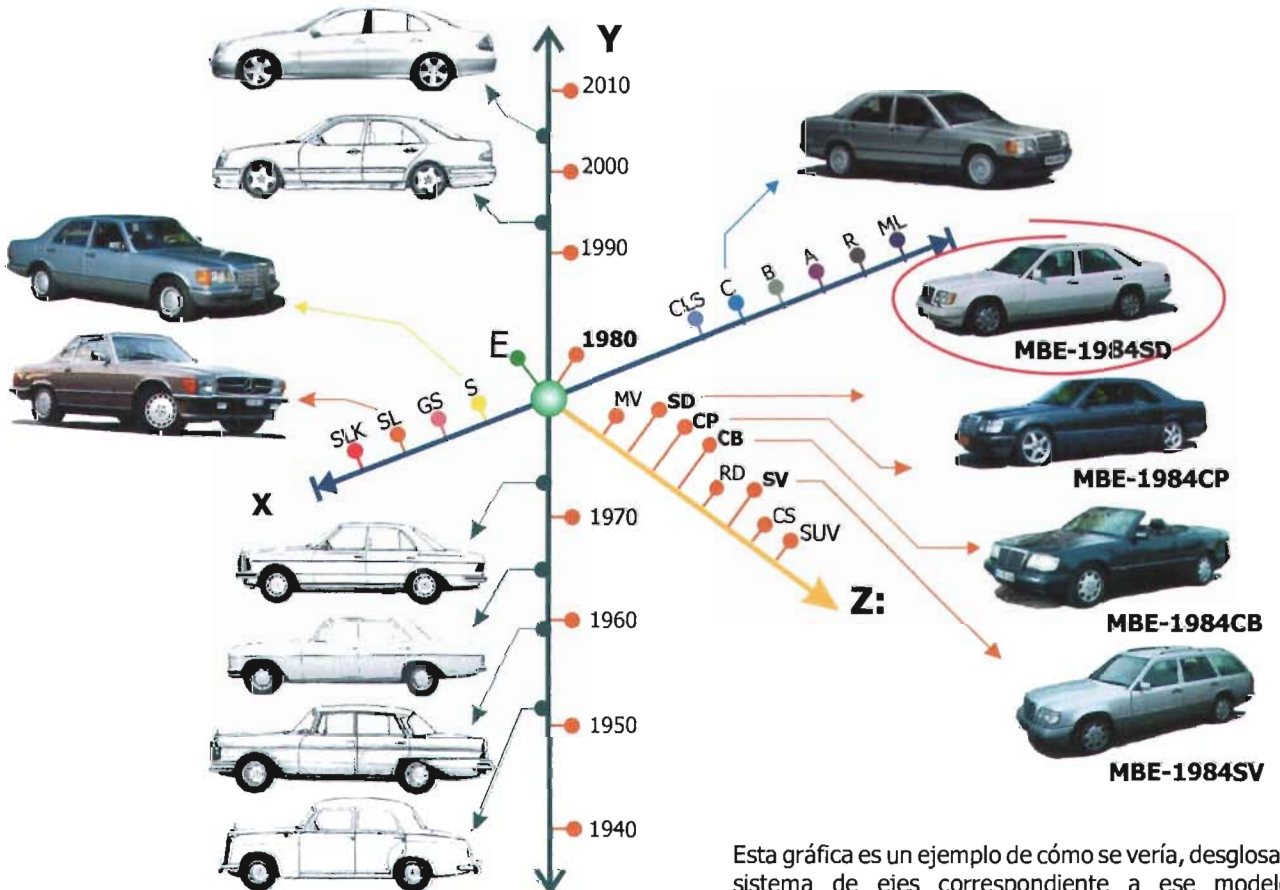 Y
2010
2000
1990
1980
E
ML
R
A
B
C
CLS
S
GS
SL
SLK
X
MV
SD
CP
CB
RD
SV
CS
SUV
Z:
1970
1960
1950
1940
MBE-1984SD
MBE-1984CP
MBE-1984CB
MBE-1984SV
Esta gráfica es un ejemplo de cómo se vería, desglosa
sistema de ejes correspondiente a ese model